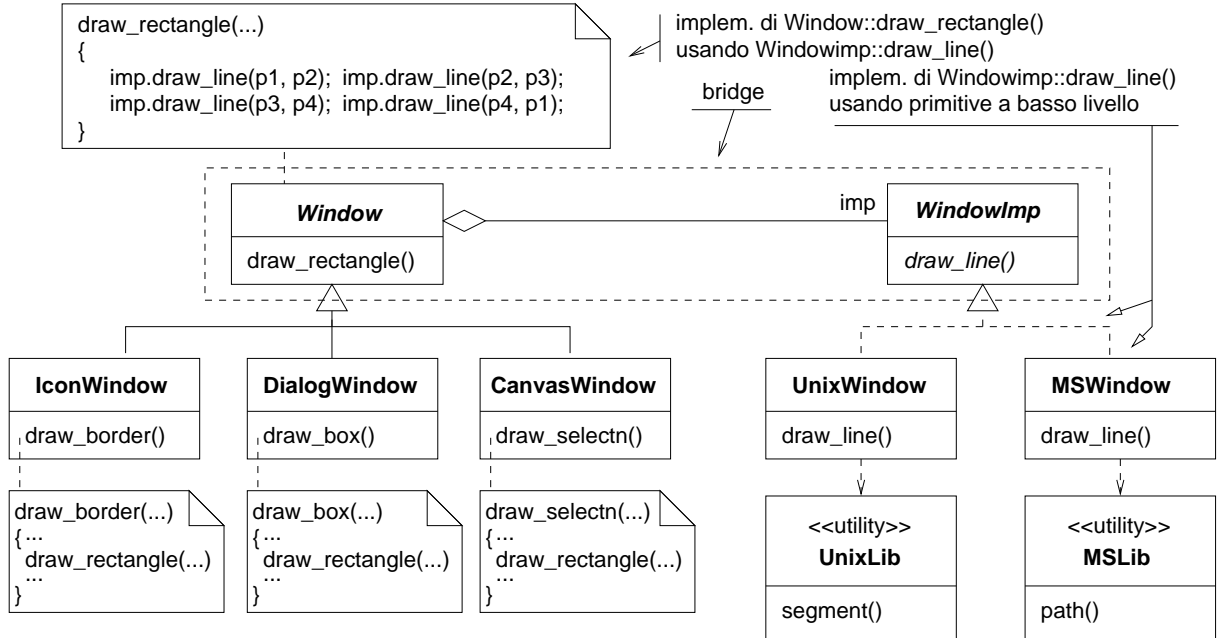 draw_rectangle(...)
{
imp.draw_line(p1, p2); imp.draw_line(p2, p3);
imp.draw_line(p3, p4); imp.draw_line(p4, p1);
}
implem. di Window::draw_rectangle()
usando Windowimp::draw_line()
bridge
implem. di Windowimp::draw_line()
usando primitive a basso livello
Window
draw_rectangle()
imp
WindowImp
draw_line()
IconWindow
draw_border()
DialogWindow
draw_box()
CanvasWindow
draw_selectn()
UnixWindow
draw_line()
MSWindow
draw_line()
draw_border(...)
{...
draw_rectangle(...)
...
}
draw_box(...)
{...
draw_rectangle(...)
...
}
draw_selectn(...)
{...
draw_rectangle(...)
...
}
<<utility>>
UnixLib
segment()
<<utility>>
MSLib
path()